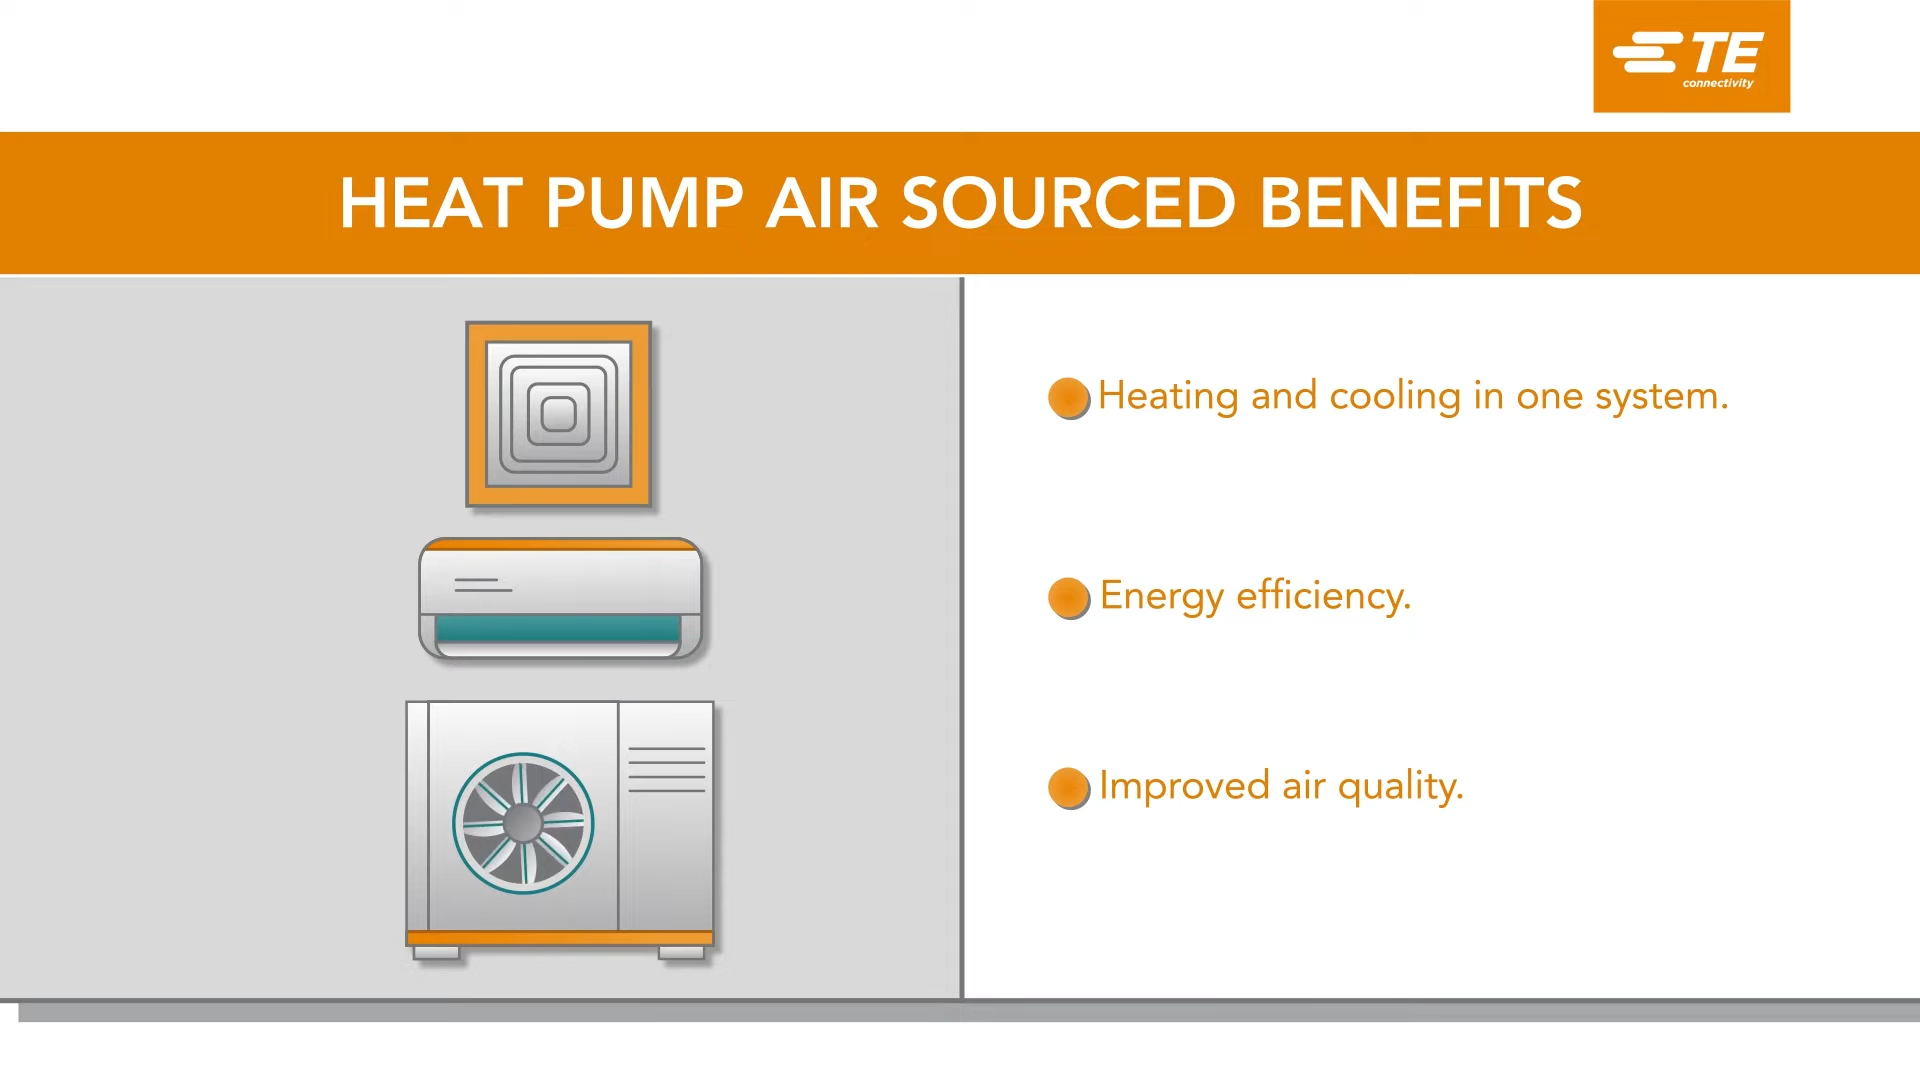 TE
connectivity
HEAT PUMP AIR SOURCED BENEFITS
Heating and cooling in one system.
Energy efficiency.
Improved air quality.